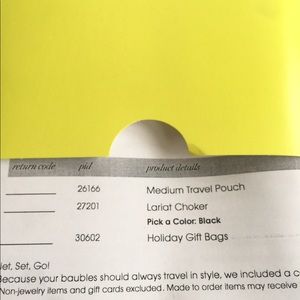 return code pid product details
26166 Medium Travel Pouch
27201 Lariat Choker
Pick a Color: Black
30602 Holiday Gift Bags
Jet, Set, Go!
Because your baubles should always travel in style, we included a c
Non-jewelry items and gift cards excluded. Made to order items may receive